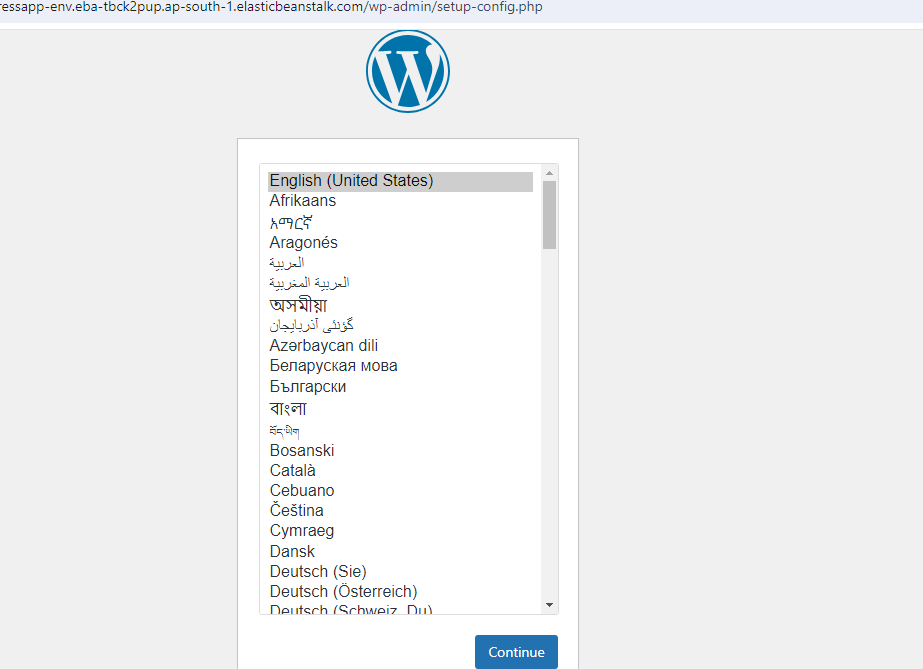 ressapp-env.eba-tbck2pup.ap-south-1.elasticbeanstalk.com/wp-admin/setup-config.php
English (United States)
Afrikaans
አማርኛ
Aragonés
العربية
العربية المغربية
অসমীয়া
گؤنئی آذربایجان
Azərbaycan dili
Беларуская мова
Български
বাংলা
བོད་ཡིག
Bosanski
Català
Cebuano
Čeština
Cymraeg
Dansk
Deutsch (Sie)
Deutsch (Österreich)
Deutsch (Schweiz, Du)
Continue